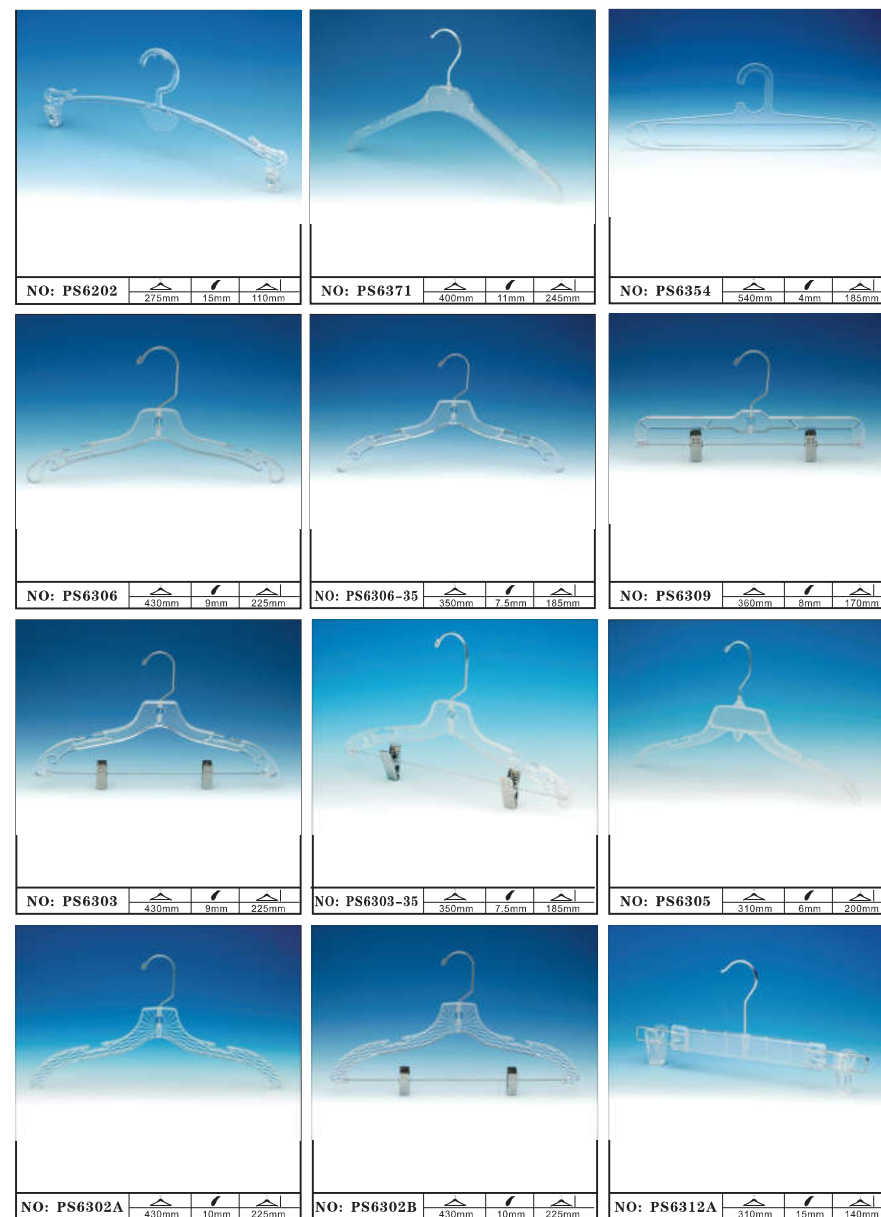 NO: PS6202 275mm 15mm 110mm
NO: PS6371 400mm 11mm 245mm
NO: PS6354 540mm 4mm 185mm
NO: PS6306 430mm 9mm 225mm
NO: PS6306-35 350mm 7.5mm 185mm
NO: PS6309 360mm 8mm 170mm
NO: PS6303 430mm 9mm 225mm
NO: PS6303-35 350mm 7.5mm 185mm
NO: PS6305 310mm 6mm 200mm
NO: PS6302A 430mm 10mm 225mm
NO: PS6302B 430mm 10mm 225mm
NO: PS6312A 310mm 15mm 140mm